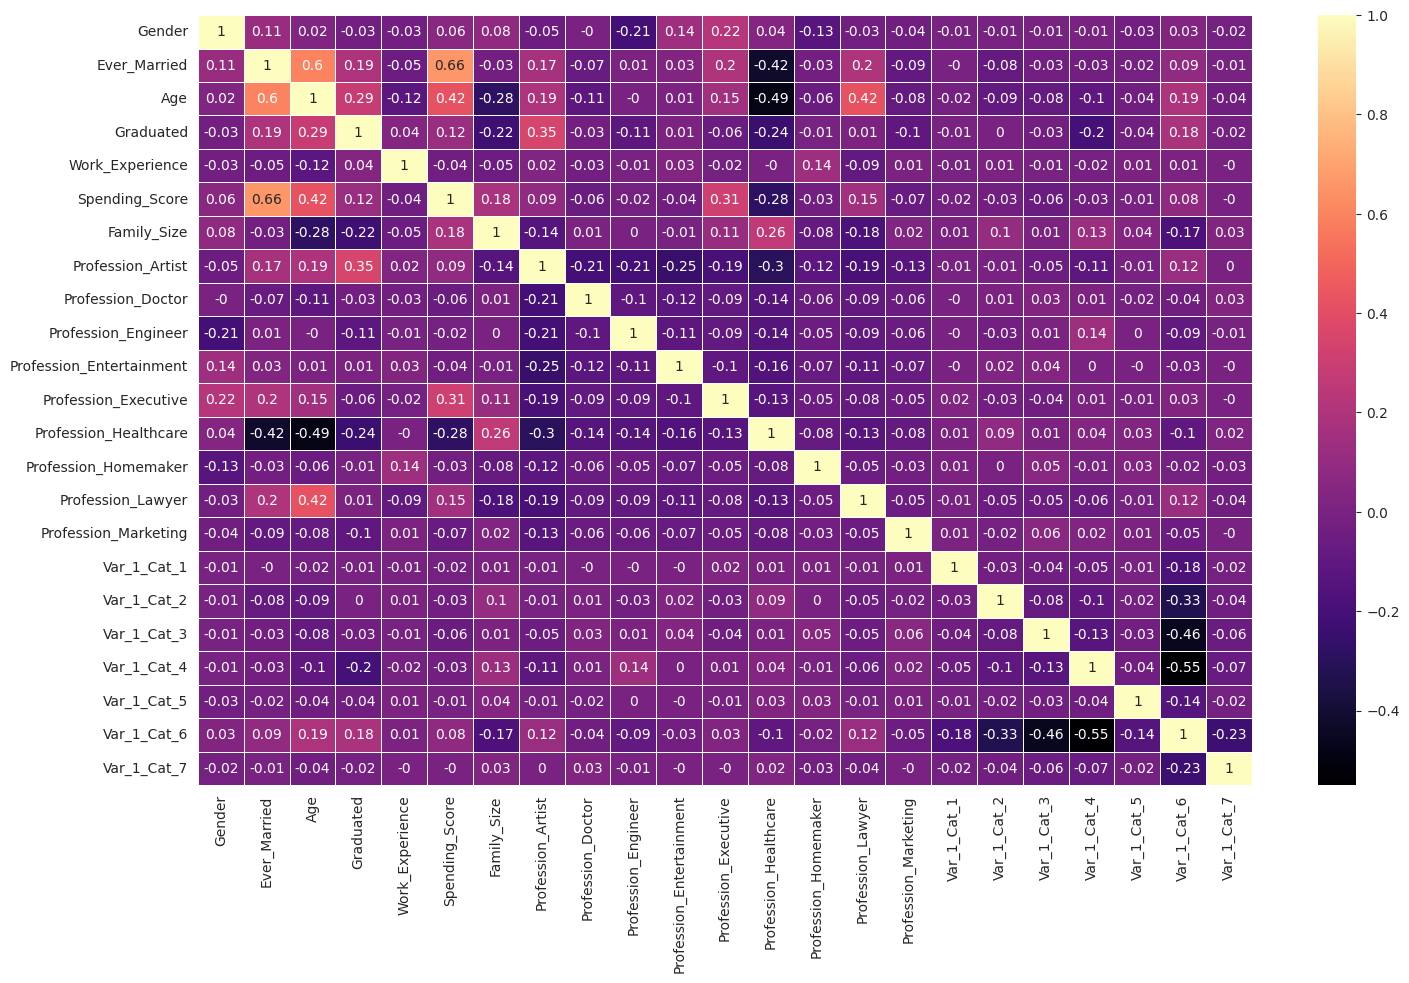 Gender 1 0.11 0.02 -0.03 -0.03 0.06 0.08 -0.05 -0 -0.21 0.14 0.22 0.04 -0.13 -0.03 -0.04 -0.01 -0.01 -0.01 -0.01 -0.03 0.03 -0.02
Ever_Married 0.11 1 0.6 0.19 -0.05 0.66 -0.03 0.17 -0.07 0.01 0.03 0.2 -0.42 -0.03 0.2 -0.09 -0 -0.08 -0.03 -0.03 -0.02 0.09 -0.01
Age 0.02 0.6 1 0.29 -0.12 0.42 -0.28 0.19 -0.11 -0 0.01 0.15 -0.49 -0.06 0.42 -0.08 -0.02 -0.09 -0.08 -0.1 -0.04 0.19 -0.04
Graduated -0.03 0.19 0.29 1 0.04 0.12 -0.22 0.35 -0.03 -0.11 0.01 -0.06 -0.24 -0.01 0.01 -0.1 -0.01 0 -0.03 -0.2 -0.04 0.18 -0.02
Work_Experience -0.03 -0.05 -0.12 0.04 1 -0.04 -0.05 0.02 -0.03 -0.01 0.03 -0.02 -0 0.14 -0.09 0.01 -0.01 0.01 -0.01 -0.02 0.01 0.01 -0
Spending_Score 0.06 0.66 0.42 0.12 -0.04 1 0.18 0.09 -0.06 -0.02 -0.04 0.31 -0.28 -0.03 0.15 -0.07 -0.02 -0.03 -0.06 -0.03 -0.01 0.08 -0
Family_Size 0.08 -0.03 -0.28 -0.22 -0.05 0.18 1 -0.14 0.01 0 -0.01 0.11 0.26 -0.08 -0.18 0.02 0.01 0.1 0.01 0.13 0.04 -0.17 0.03
Profession_Artist -0.05 0.17 0.19 0.35 0.02 0.09 -0.14 1 -0.21 -0.21 -0.25 -0.19 -0.3 -0.12 -0.19 -0.13 -0.01 -0.01 -0.05 -0.11 -0.01 0.12 0
Profession_Doctor -0 -0.07 -0.11 -0.03 -0.03 -0.06 0.01 -0.21 1 -0.1 -0.12 -0.09 -0.14 -0.06 -0.09 -0.06 -0 0.01 0.03 0.01 -0.02 -0.04 0.03
Profession_Engineer -0.21 0.01 -0 -0.11 -0.01 -0.02 0 -0.21 -0.1 1 -0.11 -0.09 -0.14 -0.05 -0.09 -0.06 -0 -0.03 0.01 0.14 0 -0.09 -0.01
Profession_Entertainment 0.14 0.03 0.01 0.01 0.03 -0.04 -0.01 -0.25 -0.12 -0.11 1 -0.1 -0.16 -0.07 -0.11 -0.07 -0 0.02 0.04 0 -0 -0.03 -0
Profession_Executive 0.22 0.2 0.15 -0.06 -0.02 0.31 0.11 -0.19 -0.09 -0.09 -0.1 1 -0.13 -0.05 -0.08 -0.05 0.02 -0.03 -0.04 0.01 -0.01 0.03 -0
Profession_Healthcare 0.04 -0.42 -0.49 -0.24 -0 -0.28 0.26 -0.3 -0.14 -0.14 -0.16 -0.13 1 -0.08 -0.13 -0.08 0.01 0.09 0.01 0.04 0.03 -0.1 0.02
Profession_Homemaker -0.13 -0.03 -0.06 -0.01 0.14 -0.03 -0.08 -0.12 -0.06 -0.05 -0.07 -0.05 -0.08 1 -0.05 -0.03 0.01 0 0.05 -0.01 0.03 -0.02 -0.03
Profession_Lawyer -0.03 0.2 0.42 0.01 -0.09 0.15 -0.18 -0.19 -0.09 -0.09 -0.11 -0.08 -0.13 -0.05 1 -0.05 -0.01 -0.05 -0.05 -0.06 -0.01 0.12 -0.04
Profession_Marketing -0.04 -0.09 -0.08 -0.1 0.01 -0.07 0.02 -0.13 -0.06 -0.06 -0.07 -0.05 -0.08 -0.03 -0.05 1 0.01 -0.02 0.06 0.02 0.01 -0.05 -0
Var_1_Cat_1 -0.01 -0 -0.02 -0.01 -0.01 -0.02 0.01 -0.01 -0 -0 -0 0.02 0.01 0.01 -0.01 0.01 1 -0.03 -0.04 -0.05 -0.01 -0.18 -0.02
Var_1_Cat_2 -0.01 -0.08 -0.09 0 0.01 -0.03 0.1 -0.01 0.01 -0.03 0.02 -0.03 0.09 0 -0.05 -0.02 -0.03 1 -0.08 -0.1 -0.02 -0.33 -0.04
Var_1_Cat_3 -0.01 -0.03 -0.08 -0.03 -0.01 -0.06 0.01 -0.05 0.03 0.01 0.04 -0.04 0.01 0.05 -0.05 0.06 -0.04 -0.08 1 -0.13 -0.03 -0.46 -0.06
Var_1_Cat_4 -0.01 -0.03 -0.1 -0.2 -0.02 -0.03 0.13 -0.11 0.01 0.14 0 0.01 0.04 -0.01 -0.06 0.02 -0.05 -0.1 -0.13 1 -0.04 -0.55 -0.07
Var_1_Cat_5 -0.03 -0.02 -0.04 -0.04 0.01 -0.01 0.04 -0.01 -0.02 0 -0 -0.01 0.03 0.03 -0.01 0.01 -0.01 -0.02 -0.03 -0.04 1 -0.14 -0.02
Var_1_Cat_6 0.03 0.09 0.19 0.18 0.01 0.08 -0.17 0.12 -0.04 -0.09 -0.03 0.03 -0.1 -0.02 0.12 -0.05 -0.18 -0.33 -0.46 -0.55 -0.14 1 -0.23
Var_1_Cat_7 -0.02 -0.01 -0.04 -0.02 -0 -0 0.03 0 0.03 -0.01 -0 -0 0.02 -0.03 -0.04 -0 -0.02 -0.04 -0.06 -0.07 -0.02 -0.23 1
Gender
Ever_Married
Age
Graduated
Work_Experience
Spending_Score
Family_Size
Profession_Artist
Profession_Doctor
Profession_Engineer
Profession_Entertainment
Profession_Executive
Profession_Healthcare
Profession_Homemaker
Profession_Lawyer
Profession_Marketing
Var_1_Cat_1
Var_1_Cat_2
Var_1_Cat_3
Var_1_Cat_4
Var_1_Cat_5
Var_1_Cat_6
Var_1_Cat_7
1.0
0.8
0.6
0.4
0.2
0.0
−0.2
−0.4